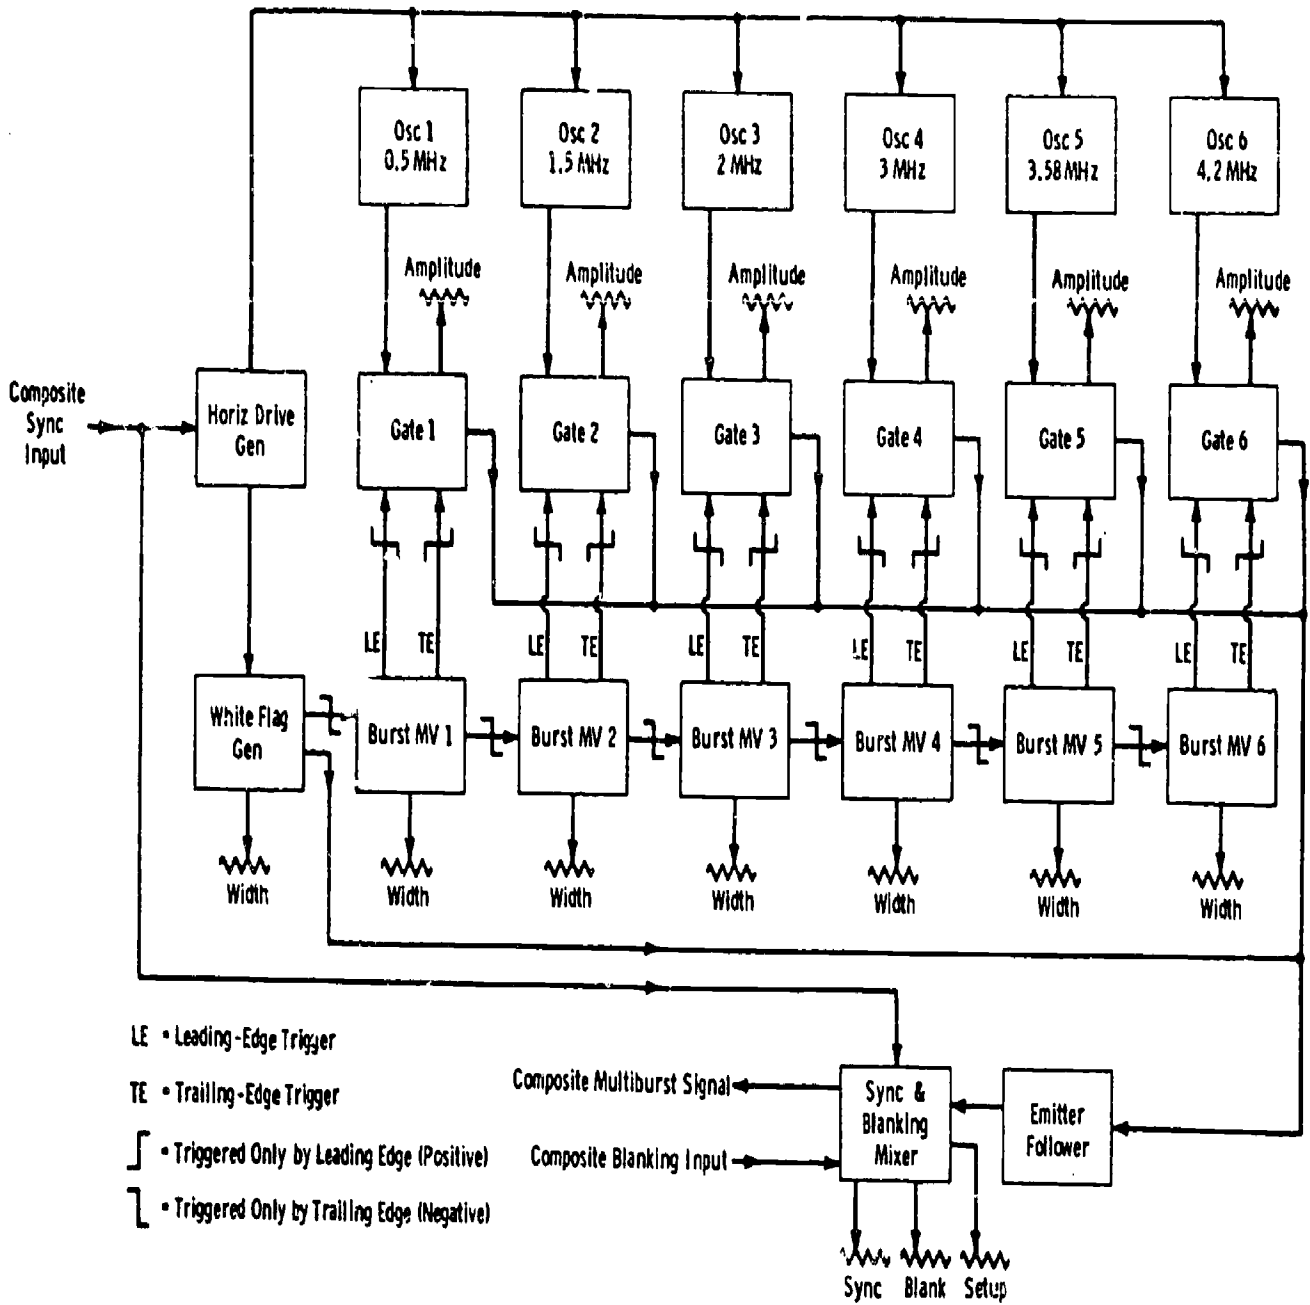 Osc 1
0.5 MHz
Osc 2
1.5 MHz
Osc 3
2 MHz
Osc 4
3 MHz
Osc 5
3.58 MHz
Osc 6
4.2 MHz
Amplitude
Amplitude
Amplitude
Amplitude
Amplitude
Amplitude
Composite
Sync
Input
Horiz Drive
Gen
Gate 1
Gate 2
Gate 3
Gate 4
Gate 5
Gate 6
LE
TE
LE
TE
LE
TE
LE
TE
LE
TE
LE
TE
White Flag
Gen
Burst MV 1
Burst MV 2
Burst MV 3
Burst MV 4
Burst MV 5
Burst MV 6
Width
Width
Width
Width
Width
Width
Width
LE = Leading-Edge Trigger
TE = Trailing-Edge Trigger
= Triggered Only by Leading Edge (Positive)
= Triggered Only by Trailing Edge (Negative)
Composite Multiburst Signal
Composite Blanking Input
Sync &
Blanking
Mixer
Emitter
Follower
Sync
Blank
Setup